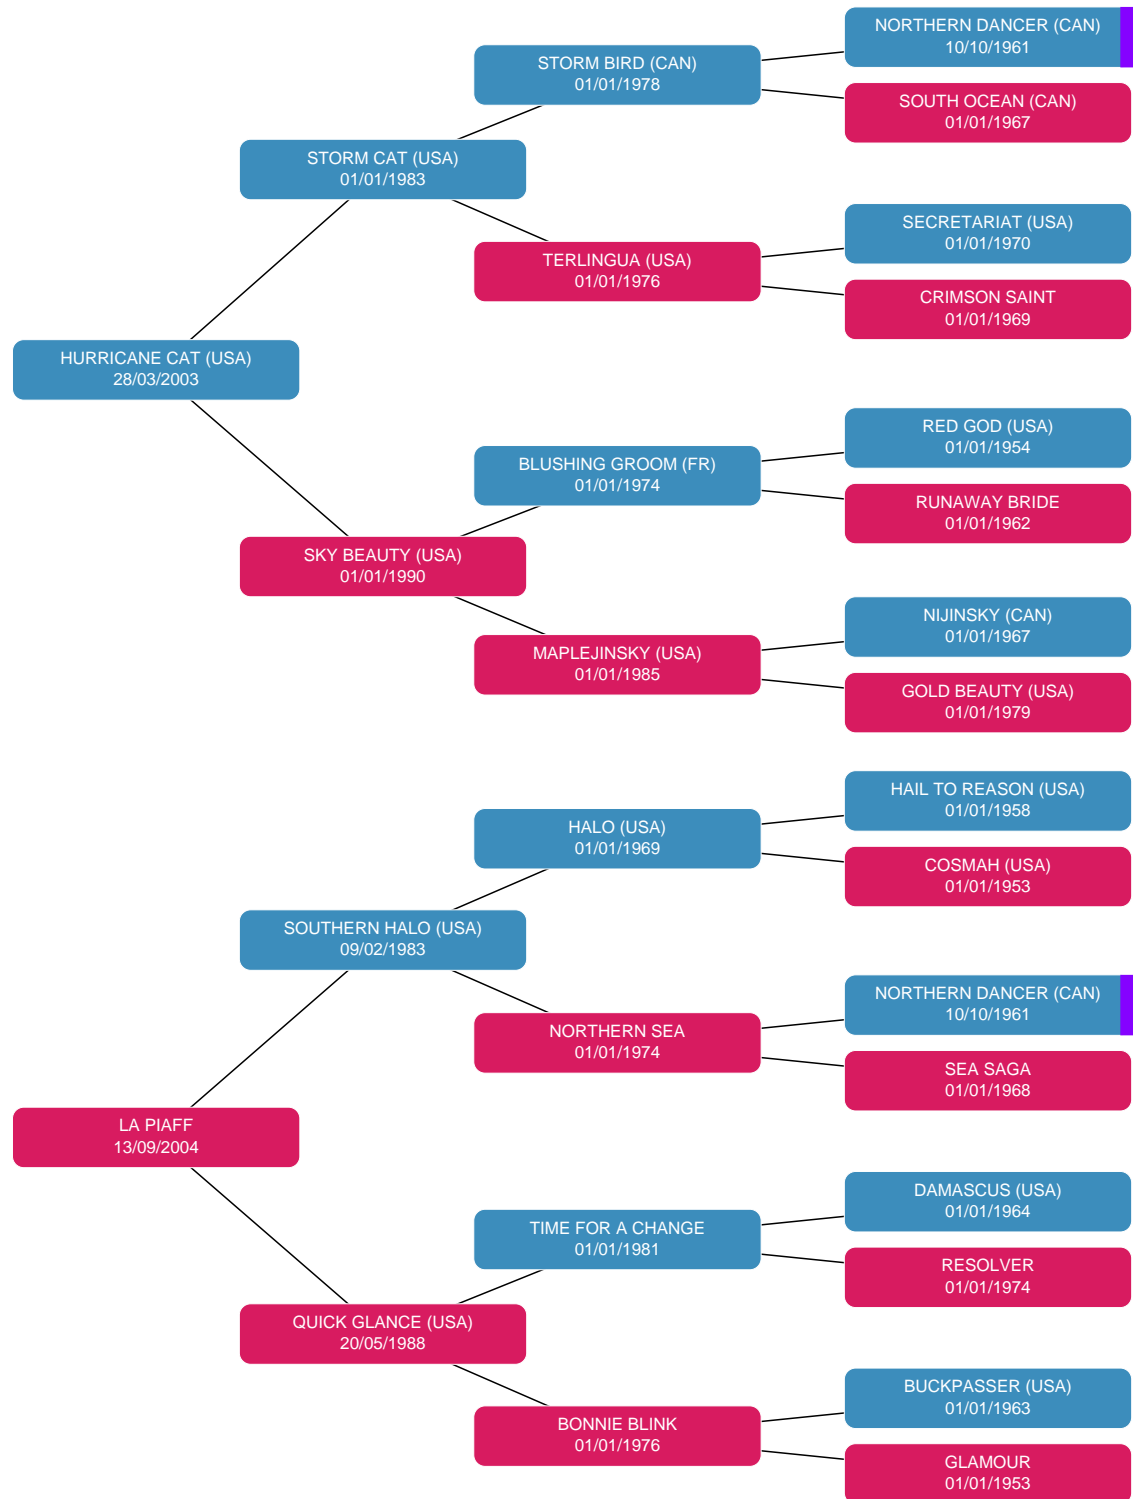 NORTHERN DANCER (CAN)
10/10/1961
STORM BIRD (CAN)
01/01/1978
SOUTH OCEAN (CAN)
01/01/1967
STORM CAT (USA)
01/01/1983
SECRETARIAT (USA)
01/01/1970
TERLINGUA (USA)
01/01/1976
CRIMSON SAINT
01/01/1969
HURRICANE CAT (USA)
28/03/2003
RED GOD (USA)
01/01/1954
BLUSHING GROOM (FR)
01/01/1974
RUNAWAY BRIDE
01/01/1962
SKY BEAUTY (USA)
01/01/1990
NIJINSKY (CAN)
01/01/1967
MAPLEJINSKY (USA)
01/01/1985
GOLD BEAUTY (USA)
01/01/1979
HAIL TO REASON (USA)
01/01/1958
HALO (USA)
01/01/1969
COSMAH (USA)
01/01/1953
SOUTHERN HALO (USA)
09/02/1983
NORTHERN DANCER (CAN)
10/10/1961
NORTHERN SEA
01/01/1974
SEA SAGA
01/01/1968
LA PIAFF
13/09/2004
DAMASCUS (USA)
01/01/1964
TIME FOR A CHANGE
01/01/1981
RESOLVER
01/01/1974
QUICK GLANCE (USA)
20/05/1988
BUCKPASSER (USA)
01/01/1963
BONNIE BLINK
01/01/1976
GLAMOUR
01/01/1953